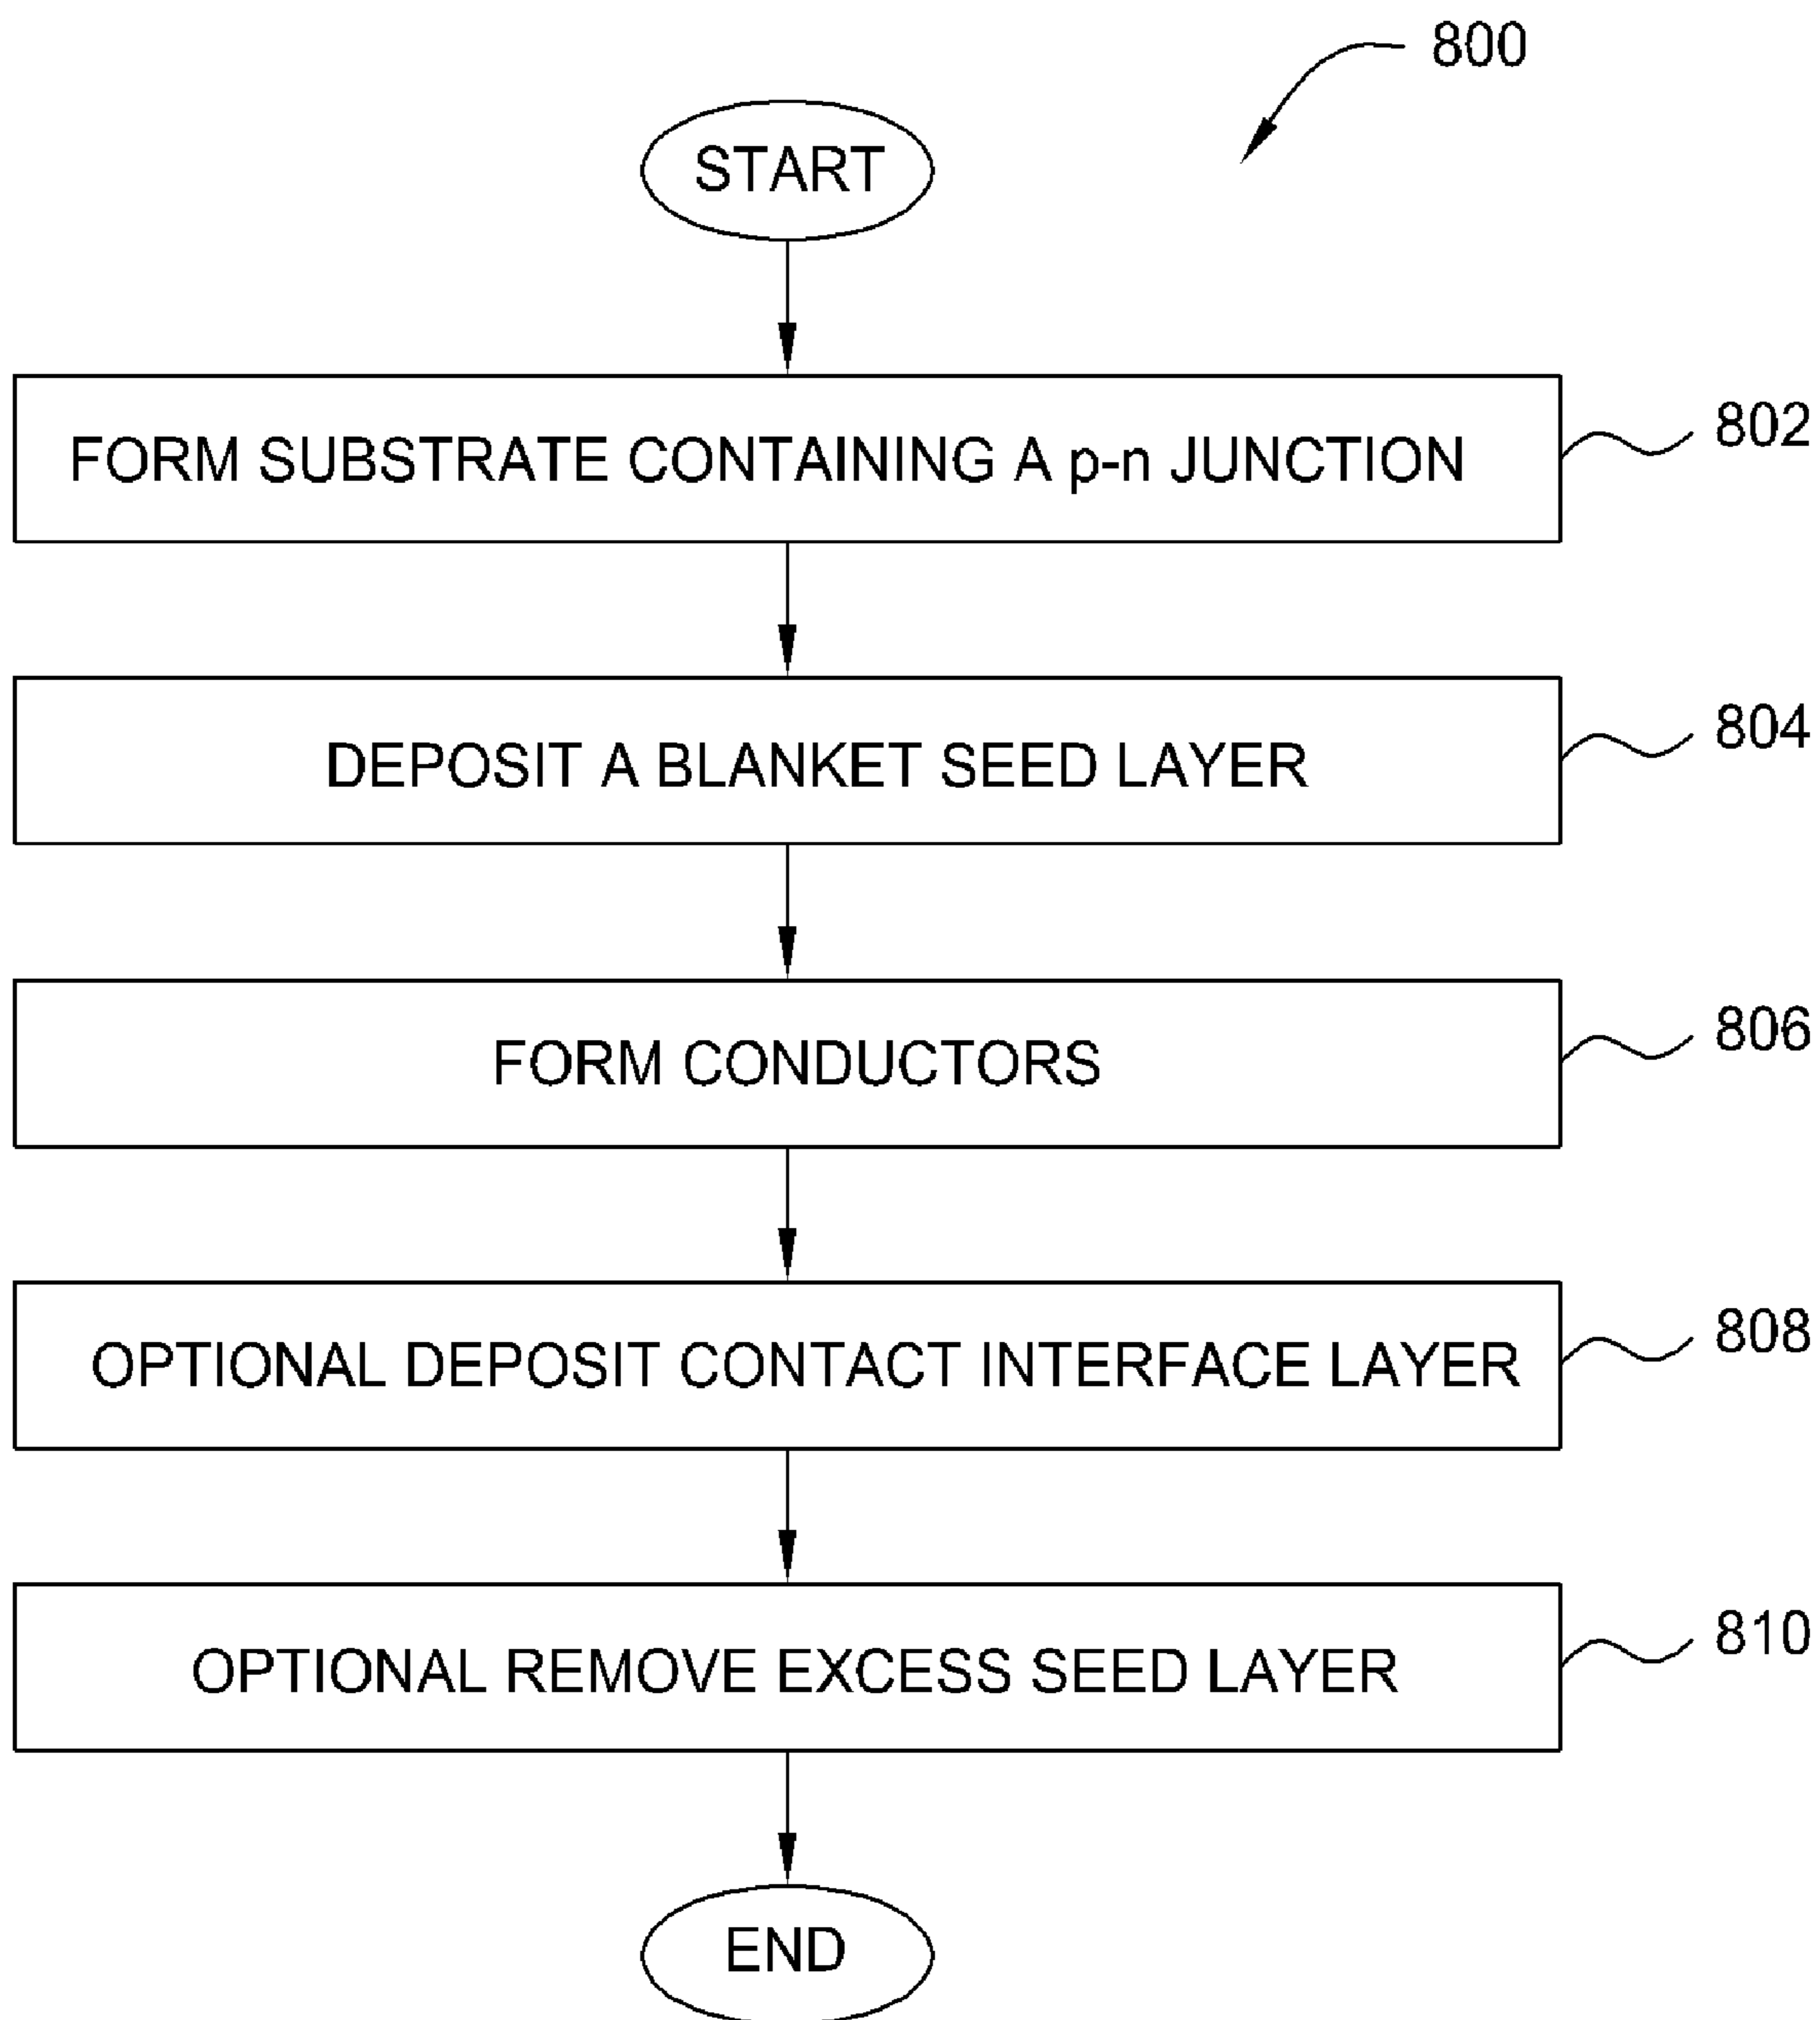 800
START
FORM SUBSTRATE CONTAINING A p-n JUNCTION
802
DEPOSIT A BLANKET SEED LAYER
804
FORM CONDUCTORS
806
OPTIONAL DEPOSIT CONTACT INTERFACE LAYER
808
OPTIONAL REMOVE EXCESS SEED LAYER
810
END